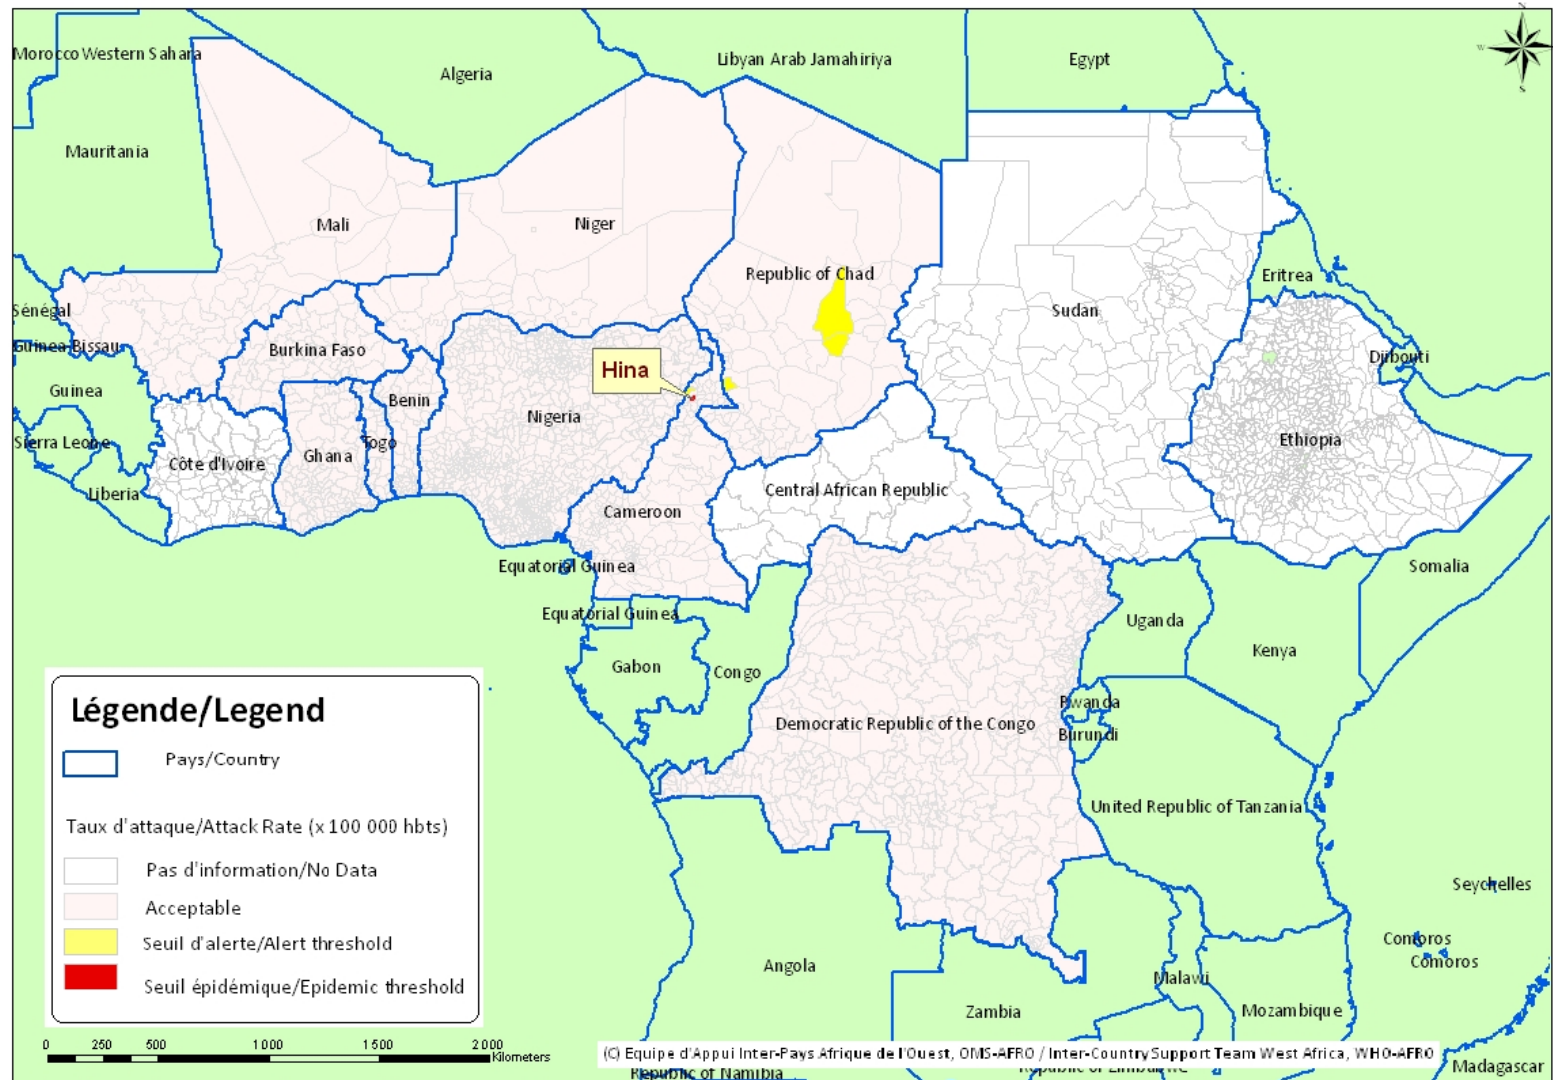 N
W
S
Morocco
Western Sahara
Algeria
Libyan Arab Jamahiriya
Egypt
Mauritania
Mali
Niger
Republic of Chad
Sudan
Eritrea
Sénégal
Guinea Bissau
Burkina Faso
Hina
Djibouti
Guinea
Benin
Nigeria
Sierra Leone
Togo
Ghana
Côte d'Ivoire
Ethiopia
Liberia
Central African Republic
Cameroon
Equatorial Guinea
Somalia
Equatorial Guinea
Uganda
Gabon
Congo
Kenya
Rwanda
Democratic Republic of the Congo
Burundi
United Republic of Tanzania
Seychelles
Comoros
Comoros
Angola
Malawi
Zambia
Mozambique
Madagascar
Republic of Namibia
Republic of Zimbabwe
Légende/Legend
Pays/Country
Taux d'attaque/Attack Rate (x 100 000 hbts)
Pas d'information/No Data
Acceptable
Seuil d'alerte/Alert threshold
Seuil épidémique/Epidemic threshold
0 250 500 1 000 1 500 2 000
Kilometers
(C) Equipe d'Appui Inter-Pays Afrique de l'Ouest, OMS-AFRO / Inter-Country Support Team West Africa, WHO-AFRO